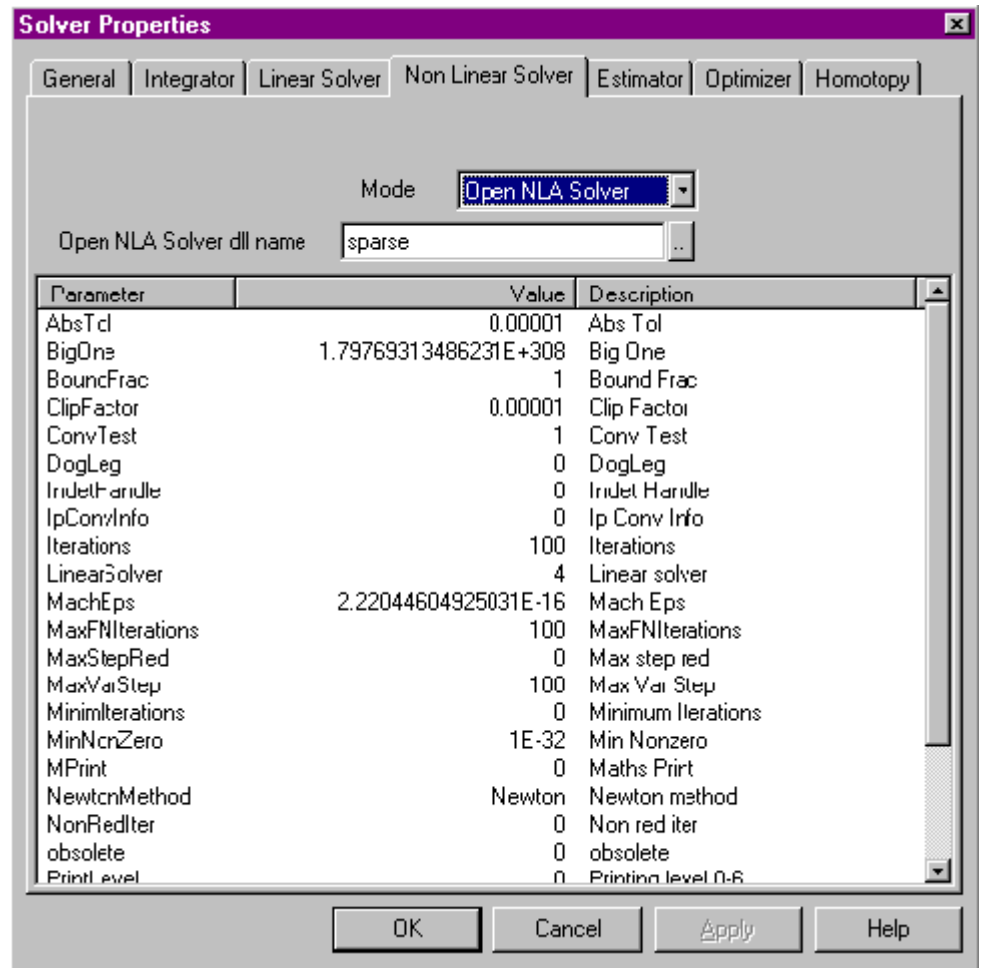 Solver Properties
General Integrator Linear Solver Non Linear Solver Estimator Optimizer Homotopy
Mode Open NLA Solver
Open NLA Solver dll name sparse ..
Parameter Value Description
AbsTol 0.00001 Abs Tol
BigOne 1.79769313486231E+308 Big One
BoundFrac 1 Bound Frac
ClipFactor 0.00001 Clip Factor
ConvTest 1 Conv Test
DogLeg 0 DogLeg
IndetHandle 0 Indet Handle
IpConvInfo 0 Ip Conv Info
Iterations 100 Iterations
LinearSolver 4 Linear solver
MachEps 2.22044604925031E-16 Mach Eps
MaxFNIterations 100 MaxFNIterations
MaxStepRed 0 Max step red
MaxVarStep 100 Max Var Step
MinimIterations 0 Minimum Iterations
MinNonZero 1E-32 Min Nonzero
MPrint 0 Maths Print
NewtonMethod Newton Newton method
NonRedIter 0 Non red iter
obsolete 0 obsolete
PrintLevel 0 Printing level 0-6
OK Cancel Apply Help